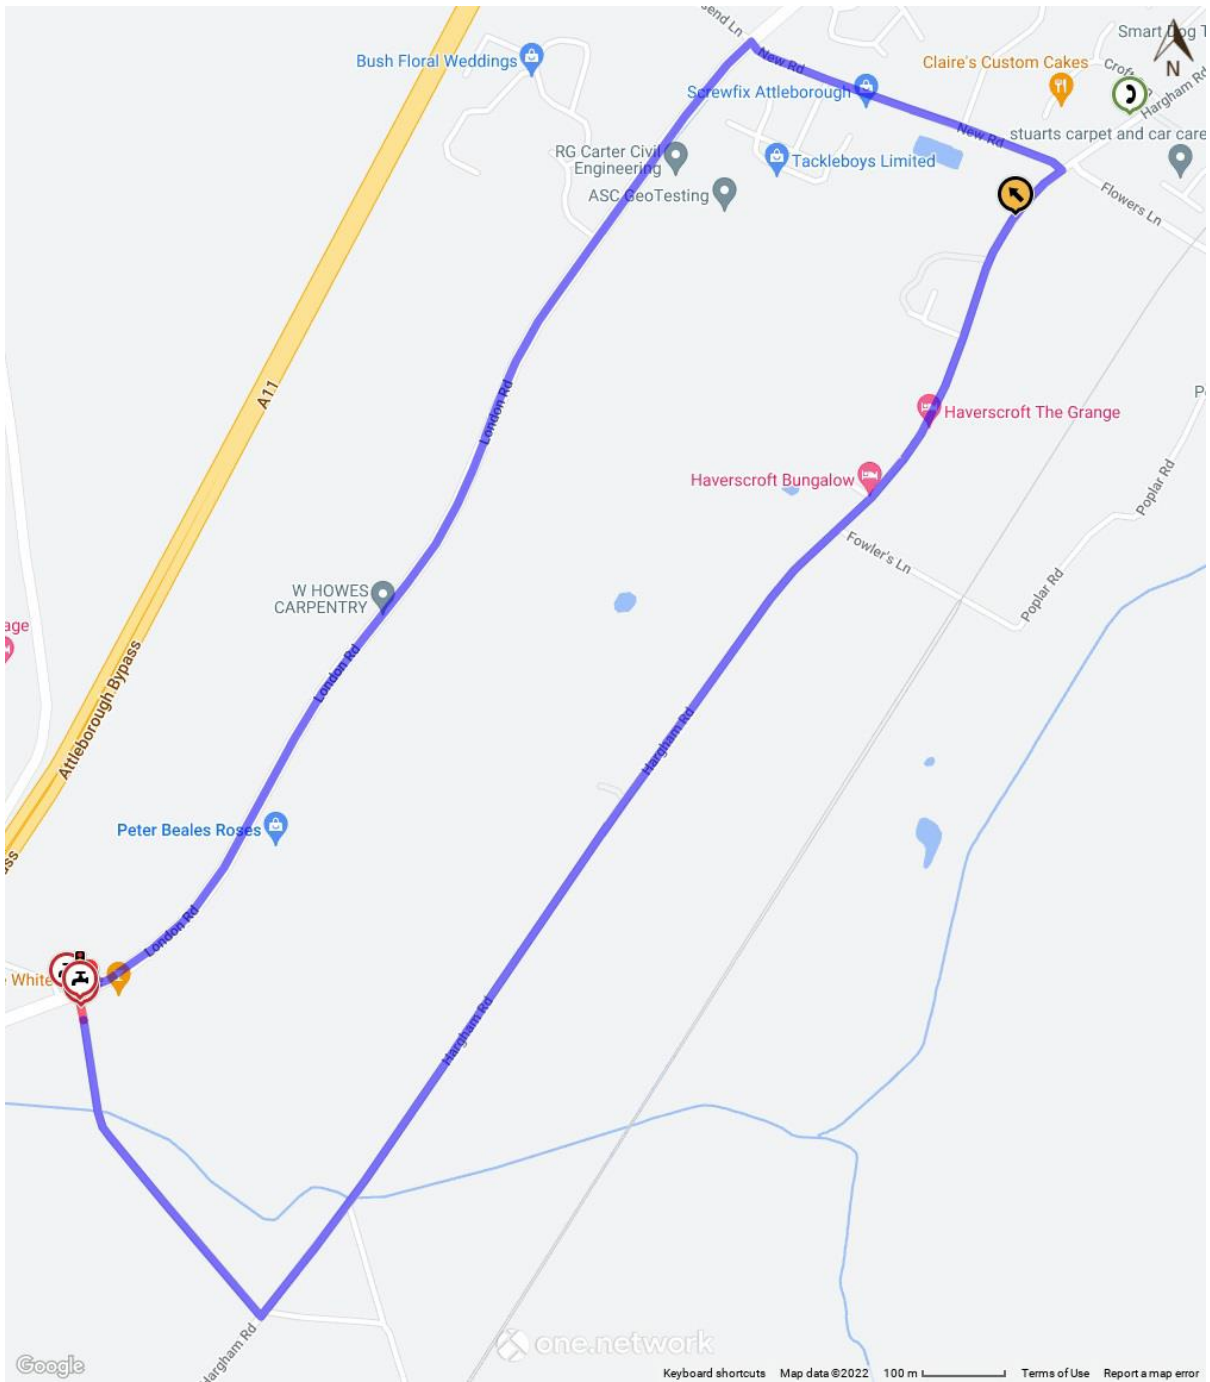 send Ln
New Rd
Smart Dog T
Bush Floral Weddings
Claire's Custom Cakes
Croft
N
Hargham Rd
Screwfix Attleborough
New Rd
stuarts carpet and car care
RG Carter Civil
Engineering
Tackleboys Limited
ASC GeoTesting
Flowers Ln
A11
London Rd
Haverscroft The Grange
Haverscroft Bungalow
Poplar Rd
Fowler's Ln
Poplar Rd
W HOWES
CARPENTRY
age
London Rd
Attleborough Bypass
Hargham Rd
Peter Beales Roses
ass
London Rd
White
Hargham Rd
Hargham Rd
one.network
Google
Keyboard shortcuts Map data ©2022 100 m Terms of Use Report a map error